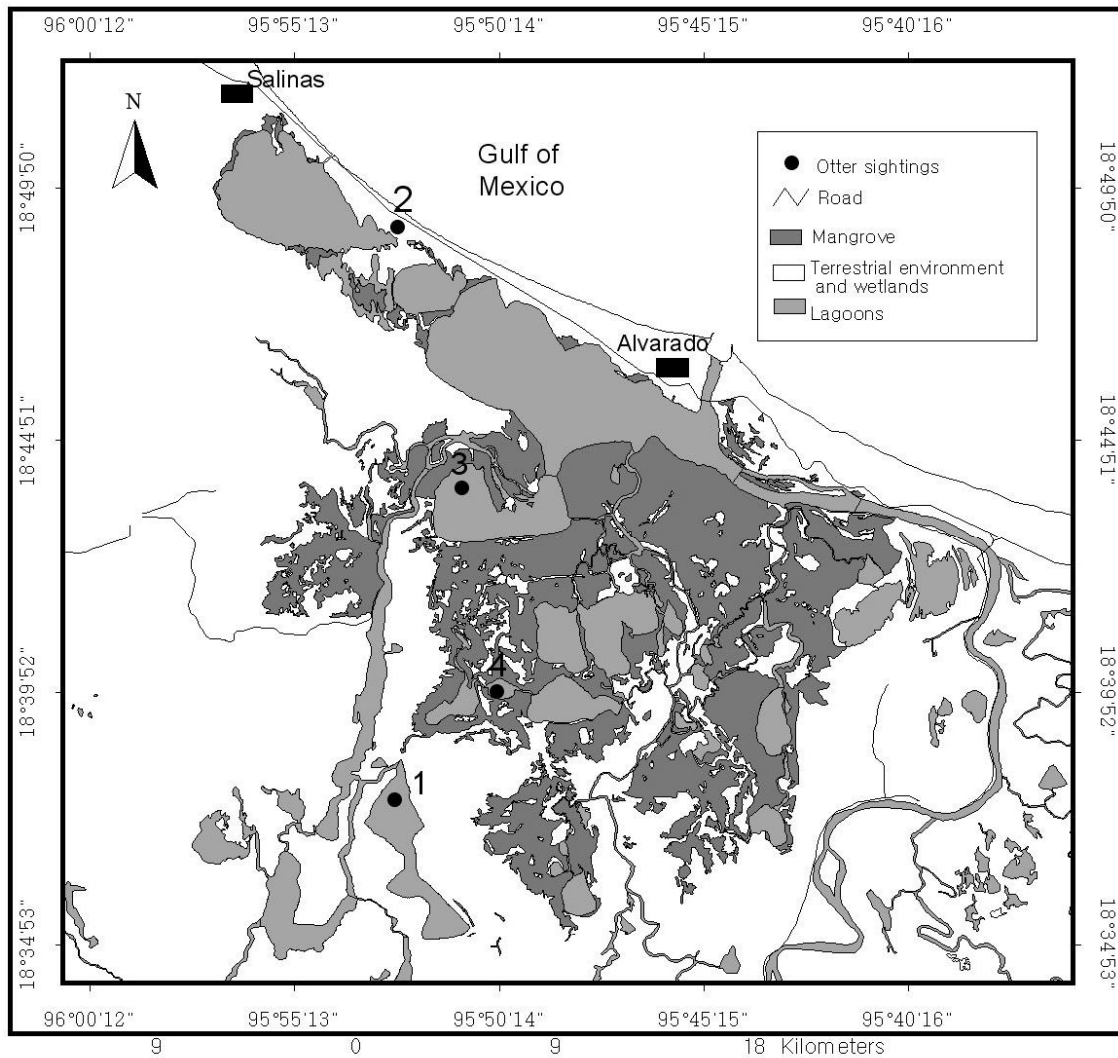 96°00'12" 95°55'13" 95°50'14" 95°45'15" 95°40'16"
Salinas
N
Gulf of
Mexico
Otter sightings
Road
Mangrove
Terrestrial environment
and wetlands
Lagoons
18°49'50" 18°49'50"
2
Alvarado
18°44'51" 18°44'51"
3
18°39'52" 18°39'52"
4
1
18°34'53" 18°34'53"
96°00'12" 95°55'13" 95°50'14" 95°45'15" 95°40'16"
9 0 9 18 Kilometers